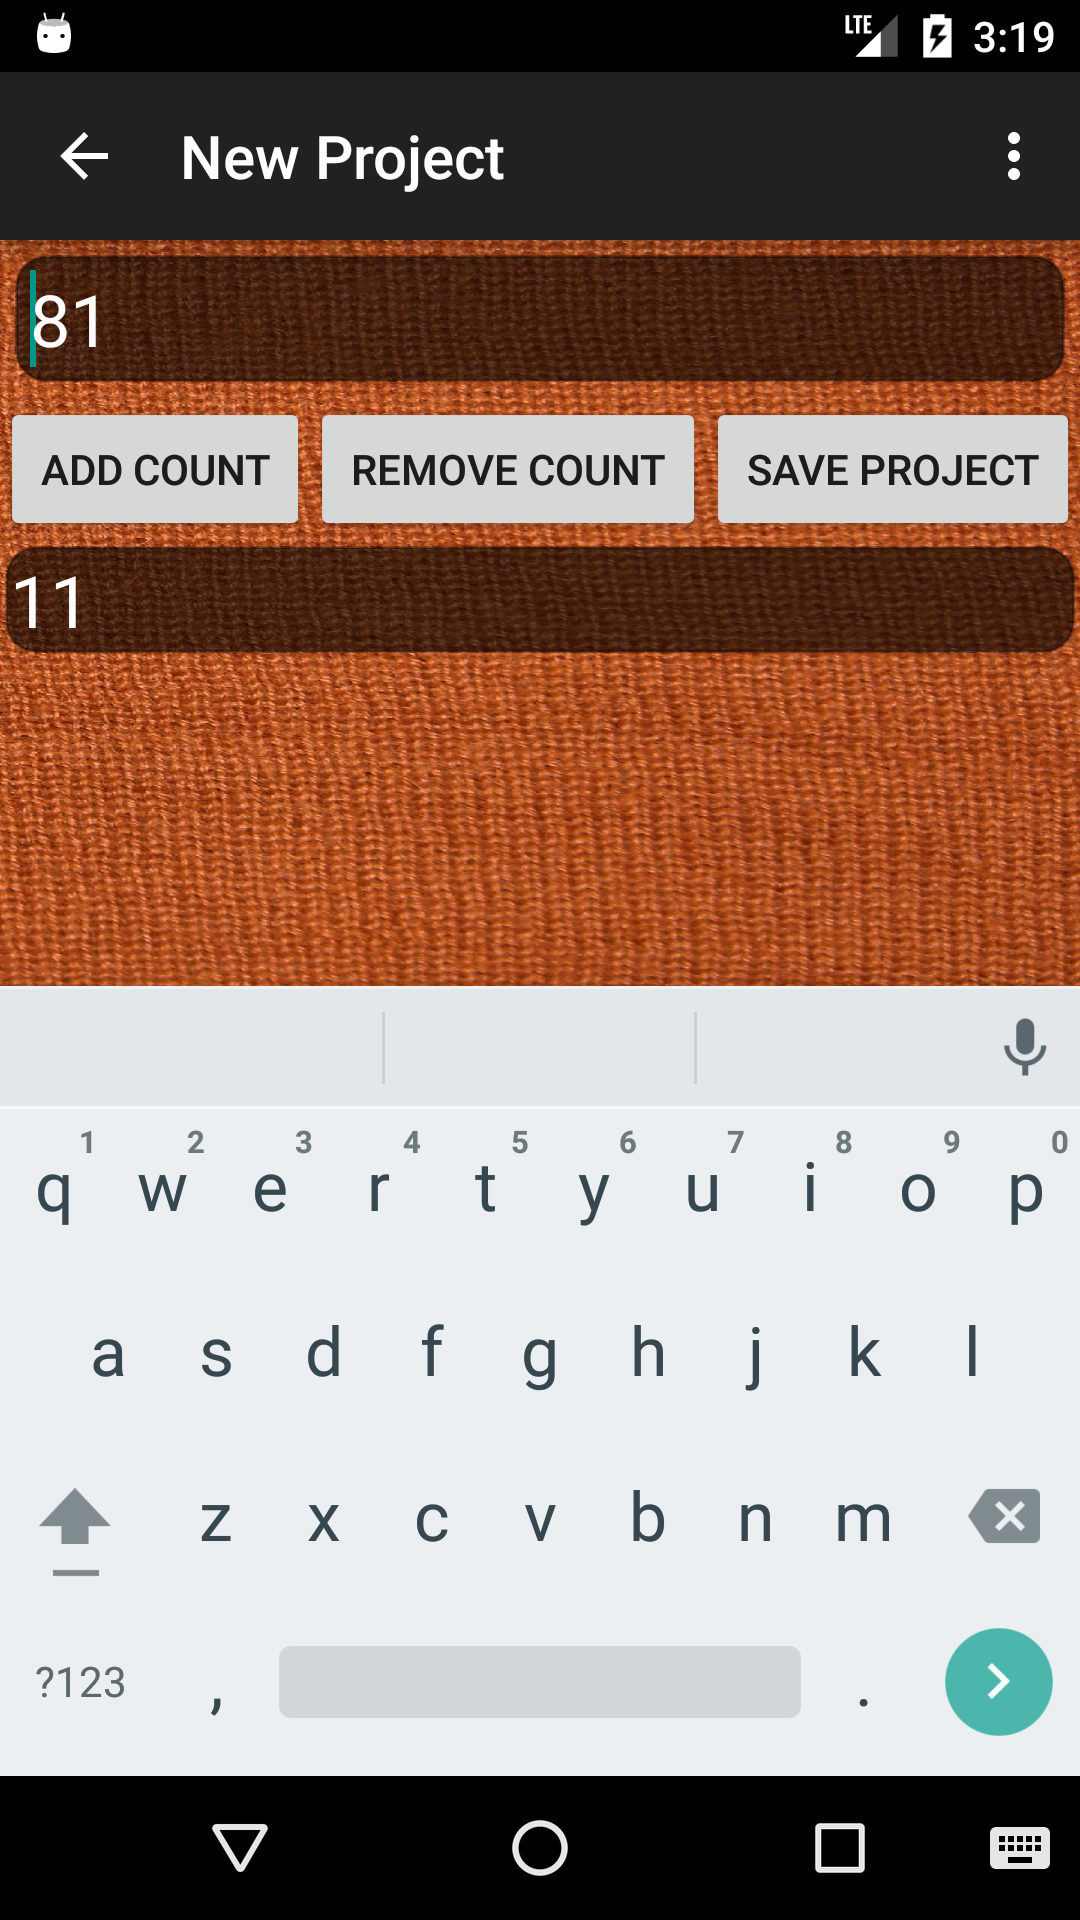 LTE 3:19
New Project
81
ADD COUNT REMOVE COUNT SAVE PROJECT
11
1 2 3 4 5 6 7 8 9 0
q w e r t y u i o p
a s d f g h j k l
z x c v b n m
?123 , .